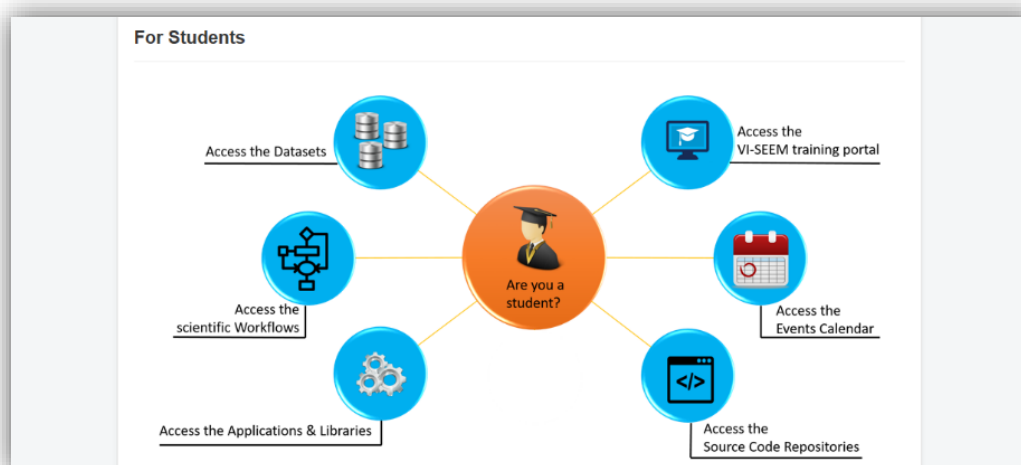 For Students
Access the Datasets
Access the
VI-SEEM training portal
Are you a
student?
Access the
scientific Workflows
Access the
Events Calendar
Access the Applications & Libraries
</>
Access the
Source Code Repositories